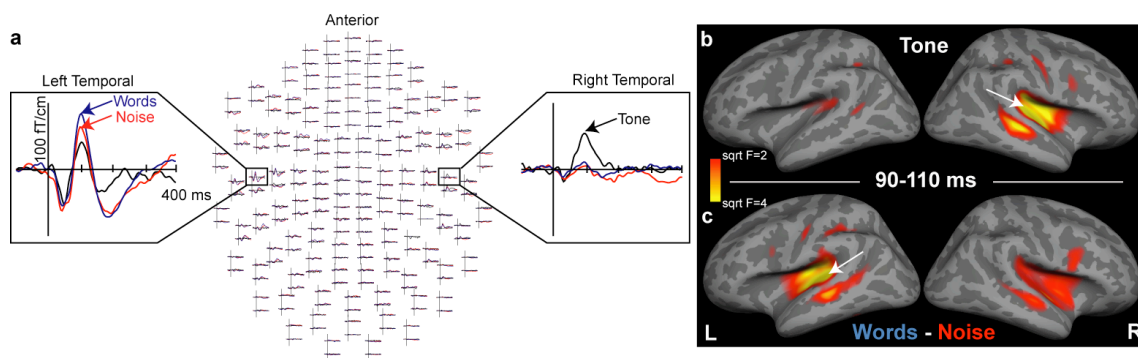 a
Anterior
Left Temporal
Right Temporal
100 fT/cm
Words
Noise
400 ms
Tone
b
Tone
sqrt F=2
sqrt F=4
90-110 ms
c
L
Words - Noise
R